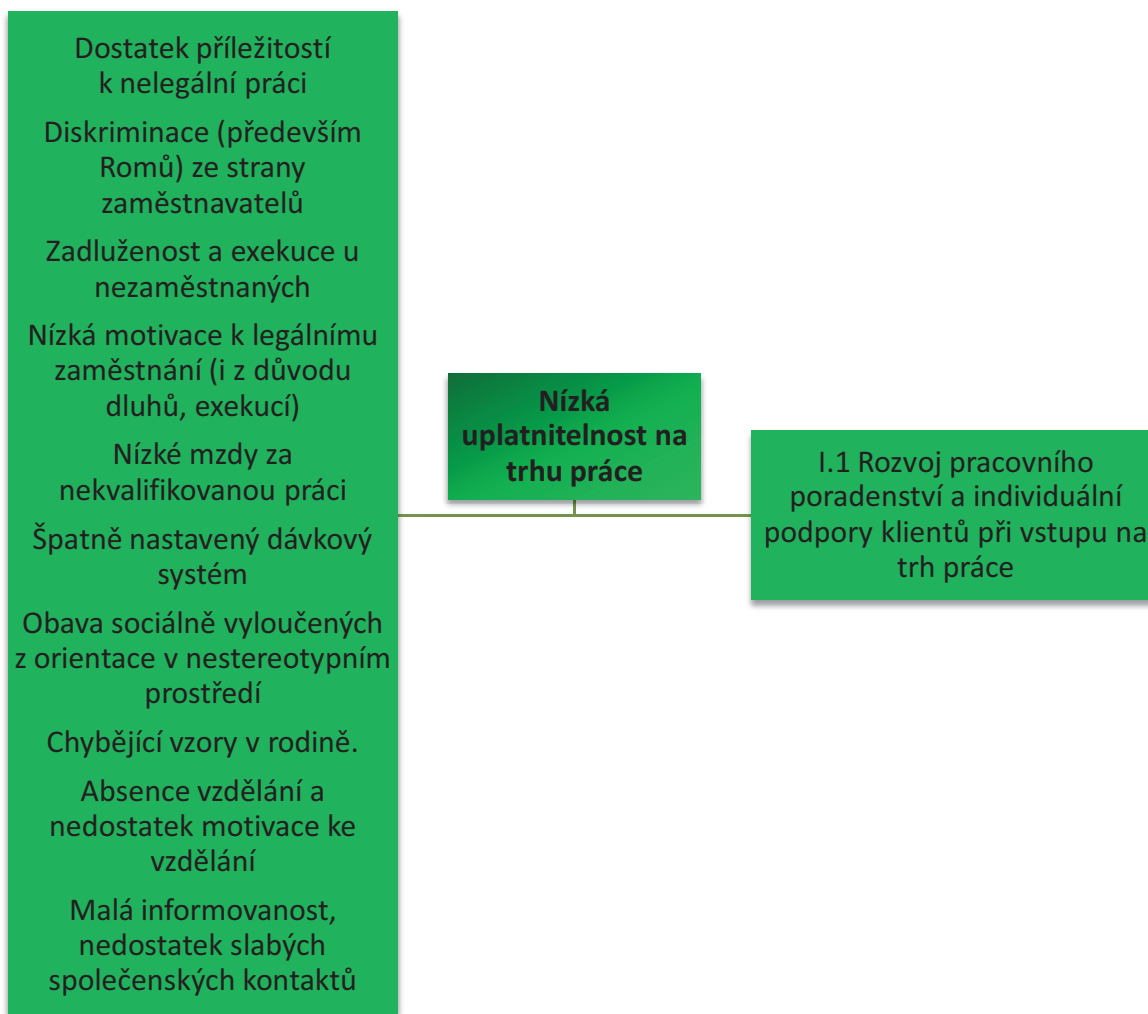 Dostatek příležitostí
k nelegální práci
Diskriminace (především
Romů) ze strany
zaměstnavatelů
Zadluženost a exekuce u
nezaměstnaných
Nízká motivace k legálnímu
zaměstnání (i z důvodu
dluhů, exekucí)
Nízké mzdy za
nekvalifikovanou práci
Špatně nastavený dávkový
systém
Obava sociálně vyloučených
z orientace v nestereotypním
prostředí
Chybějící vzory v rodině.
Absence vzdělání a
nedostatek motivace ke
vzdělání
Malá informovanost,
nedostatek slabých
společenských kontaktů
Nízká
uplatnitelnost na
trhu práce
I.1 Rozvoj pracovního
poradenství a individuální
podpory klientů při vstupu na
trh práce